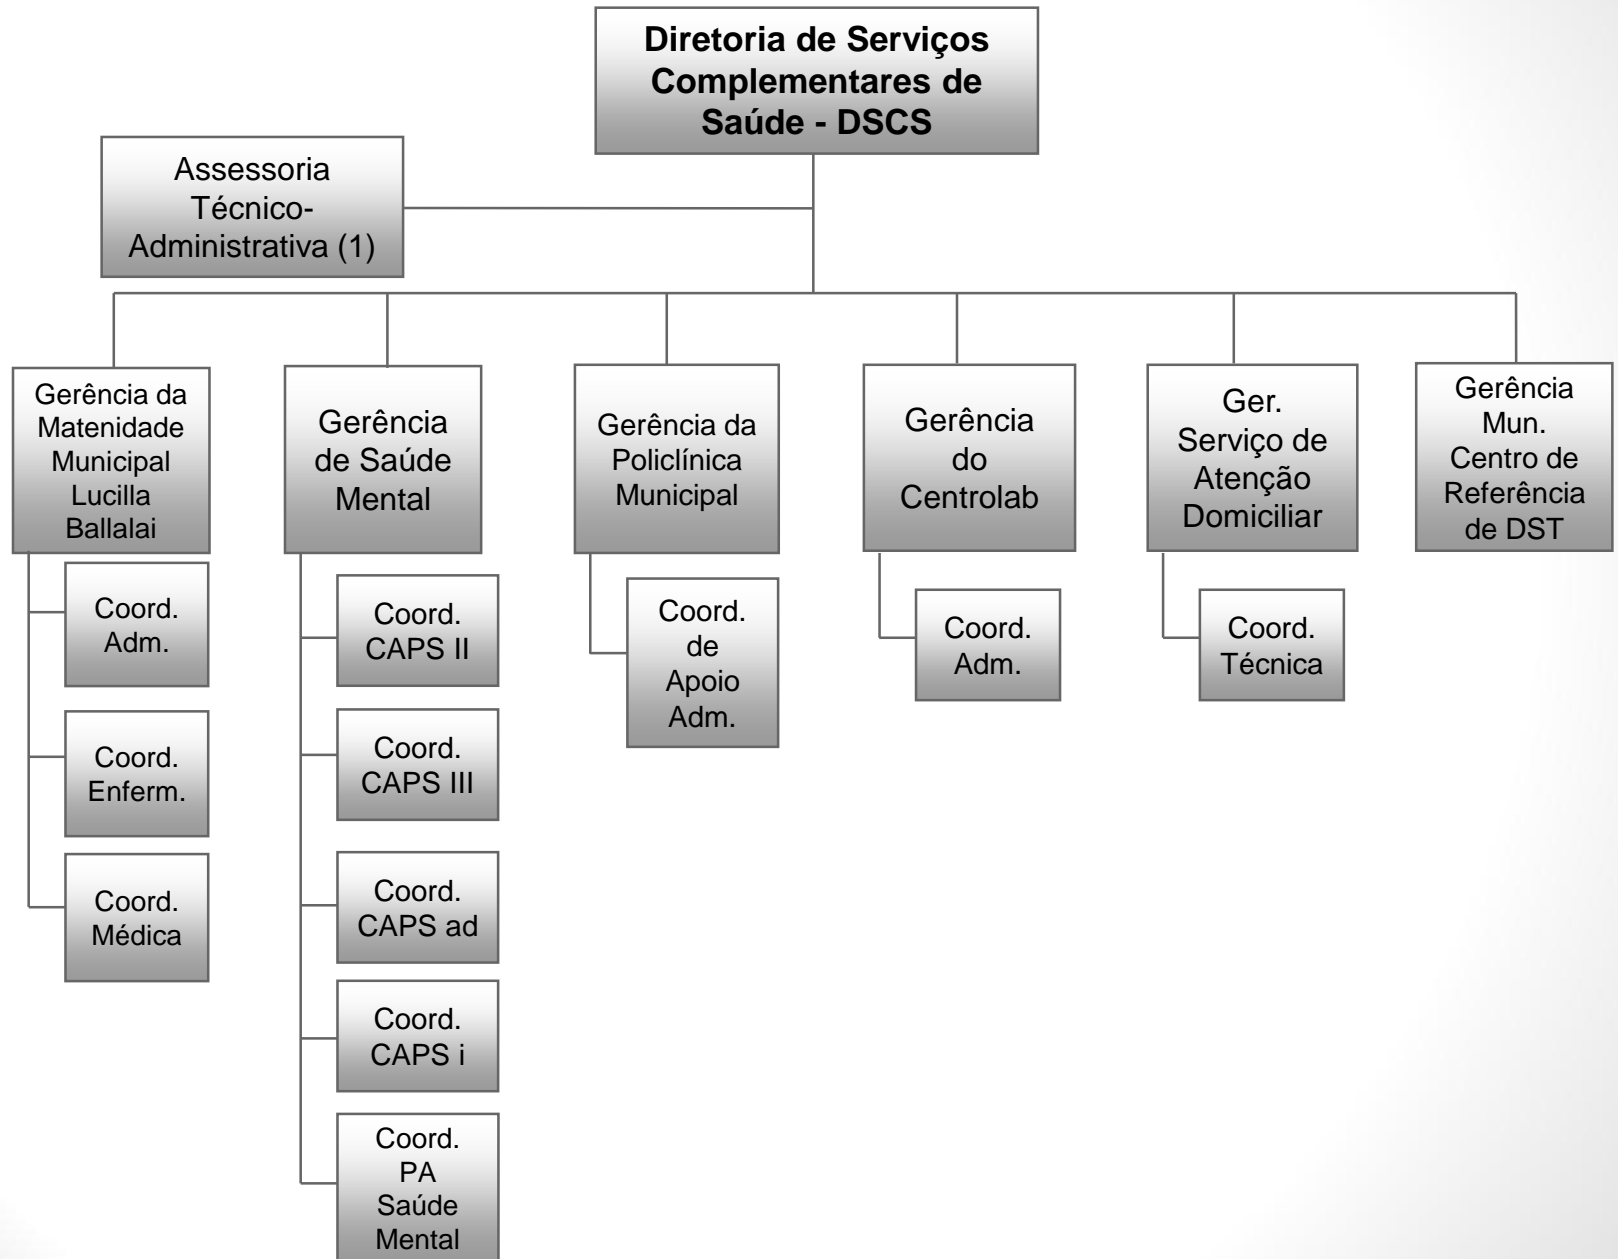 Diretoria de Serviços
Complementares de
Saúde - DSCS
Assessoria
Técnico-
Administrativa (1)
Gerência da
Matenidade
Municipal
Lucilla
Ballalai
Coord.
Adm.
Coord.
Enferm.
Coord.
Médica
Gerência
de Saúde
Mental
Coord.
CAPS II
Coord.
CAPS III
Coord.
CAPS ad
Coord.
CAPS i
Coord.
PA
Saúde
Mental
Gerência da
Policlínica
Municipal
Coord.
de
Apoio
Adm.
Gerência
do
Centrolab
Coord.
Adm.
Ger.
Serviço de
Atenção
Domiciliar
Coord.
Técnica
Gerência
Mun.
Centro de
Referência
de DST